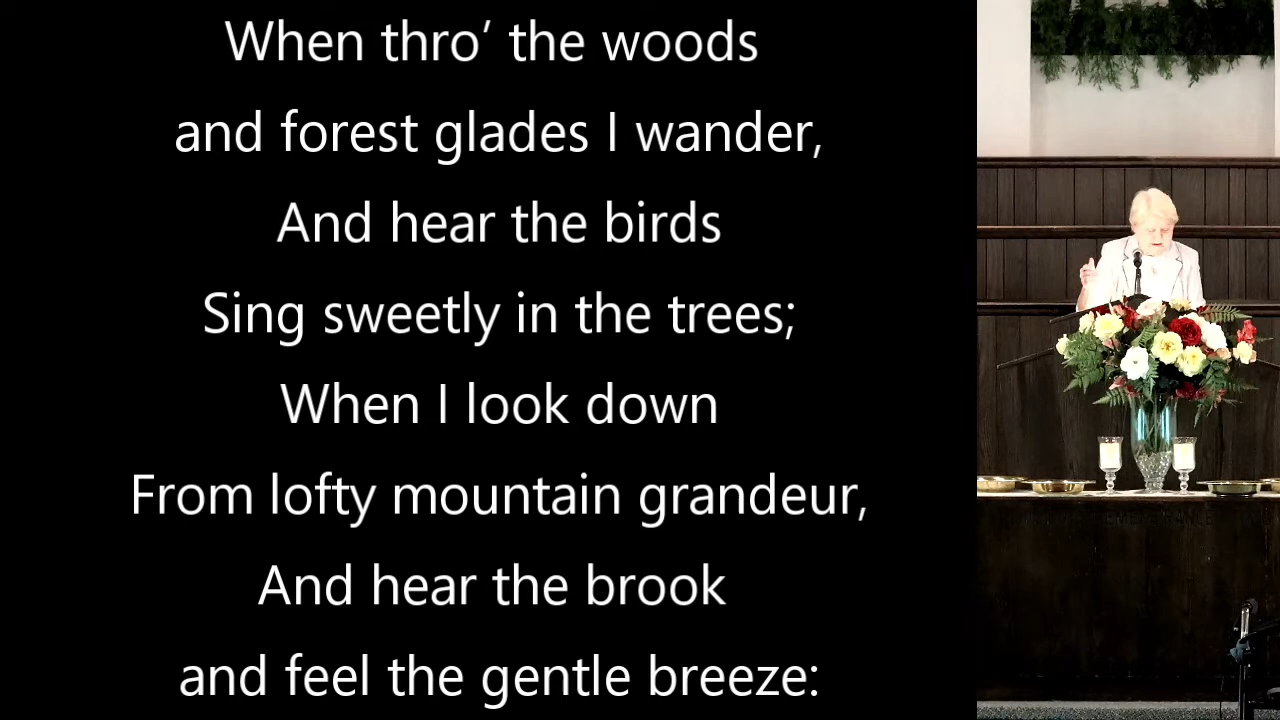 When thro’ the woods
and forest glades I wander,
And hear the birds
Sing sweetly in the trees;
When I look down
From lofty mountain grandeur,
And hear the brook
and feel the gentle breeze: